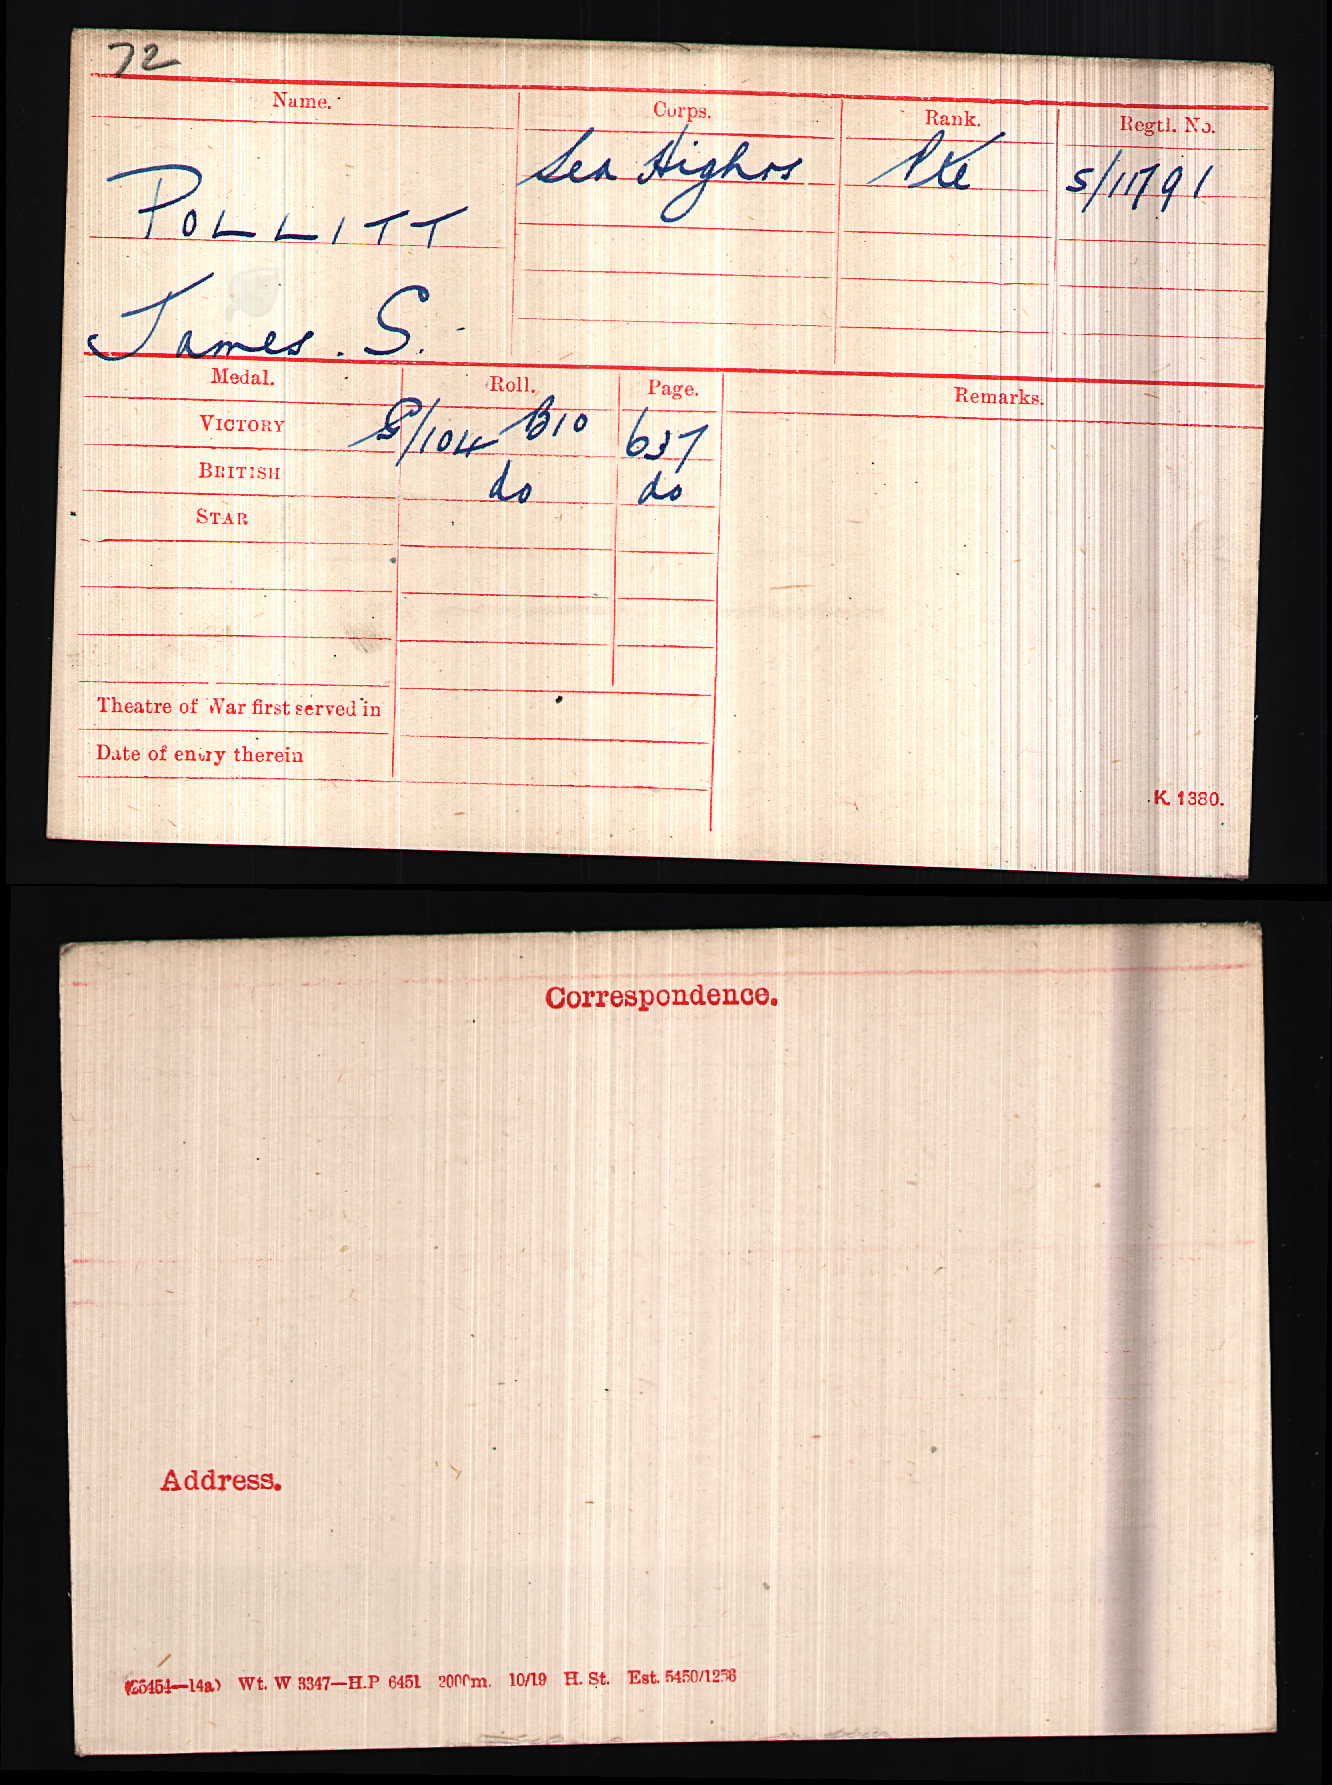 72
Name. Corps. Rank. Regtl. No.
Sea Highrs Pte S/11791
POLLITT
James. S.
Medal. Roll. Page. Remarks.
VICTORY /104 B10 637
BRITISH do do
STAR
Theatre of War first served in
Date of entry therein
K. 1380.
Correspondence.
Address.
Wt. W 3347—H.P 6451 2000m. 10/19 H. St. Est. 5450/1256